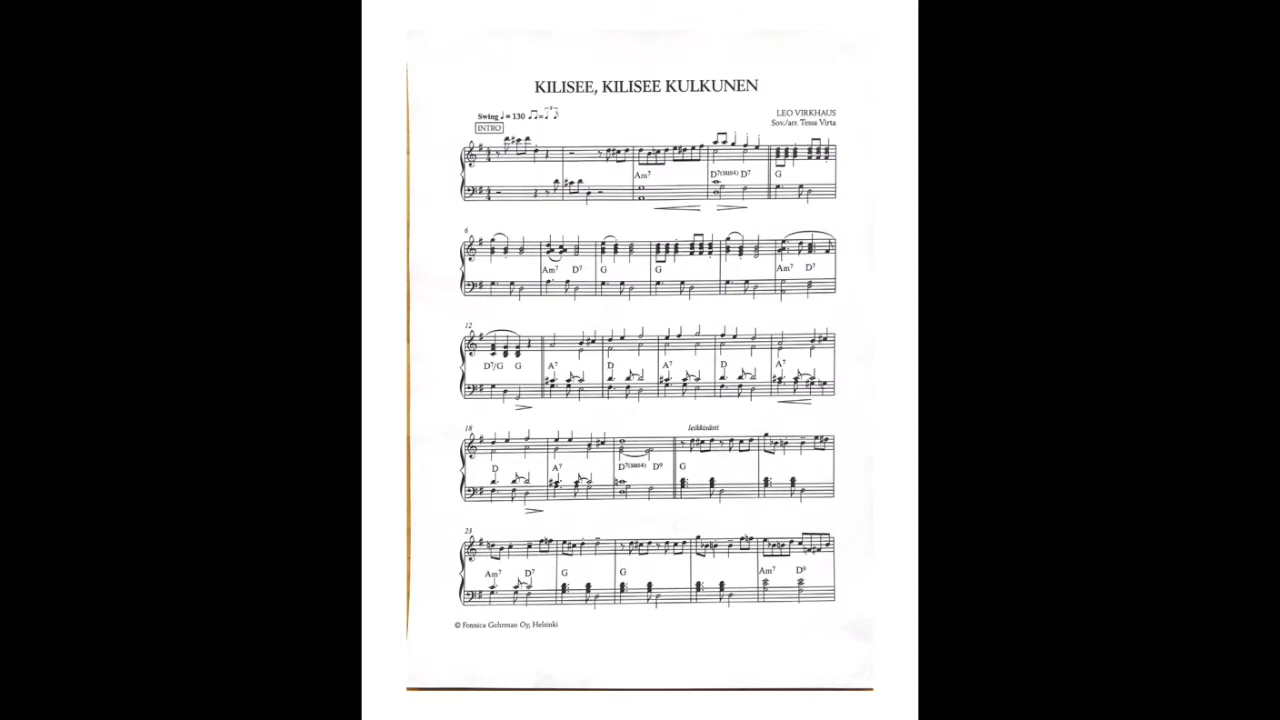 KILISEE, KILISEE KULKUNEN
Swing ♩= 130 ♫=♩♪ 3
LEO VIRKHAUS
INTRO
Sov./arr. Tessa Virta
Am7 D7(sus4) D7 G
6
Am7 D7 G G Am7 D7
12
D7/G G A7 D A7 D A7
18
leikkisästi
D A7 D7(sus4) D9 G
23
Am7 D7 G G Am7 D9
© Fennica Gehrman Oy, Helsinki